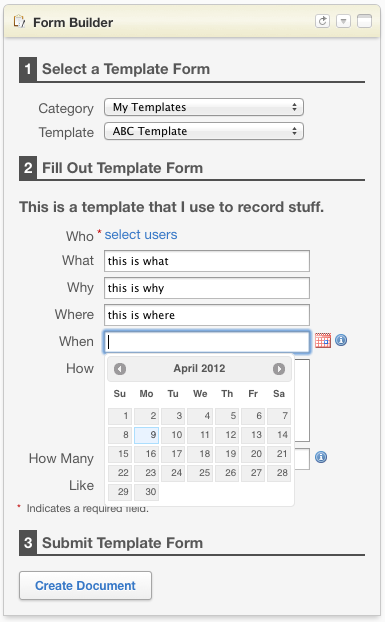 Form Builder
1 Select a Template Form
Category My Templates
Template ABC Template
2 Fill Out Template Form
This is a template that I use to record stuff.
Who * select users
What this is what
Why this is why
Where this is where
When
How
April 2012
Su Mo Tu We Th Fr Sa
1 2 3 4 5 6 7
8 9 10 11 12 13 14
15 16 17 18 19 20 21
22 23 24 25 26 27 28
29 30
How Many
Like
* Indicates a required field.
3 Submit Template Form
Create Document